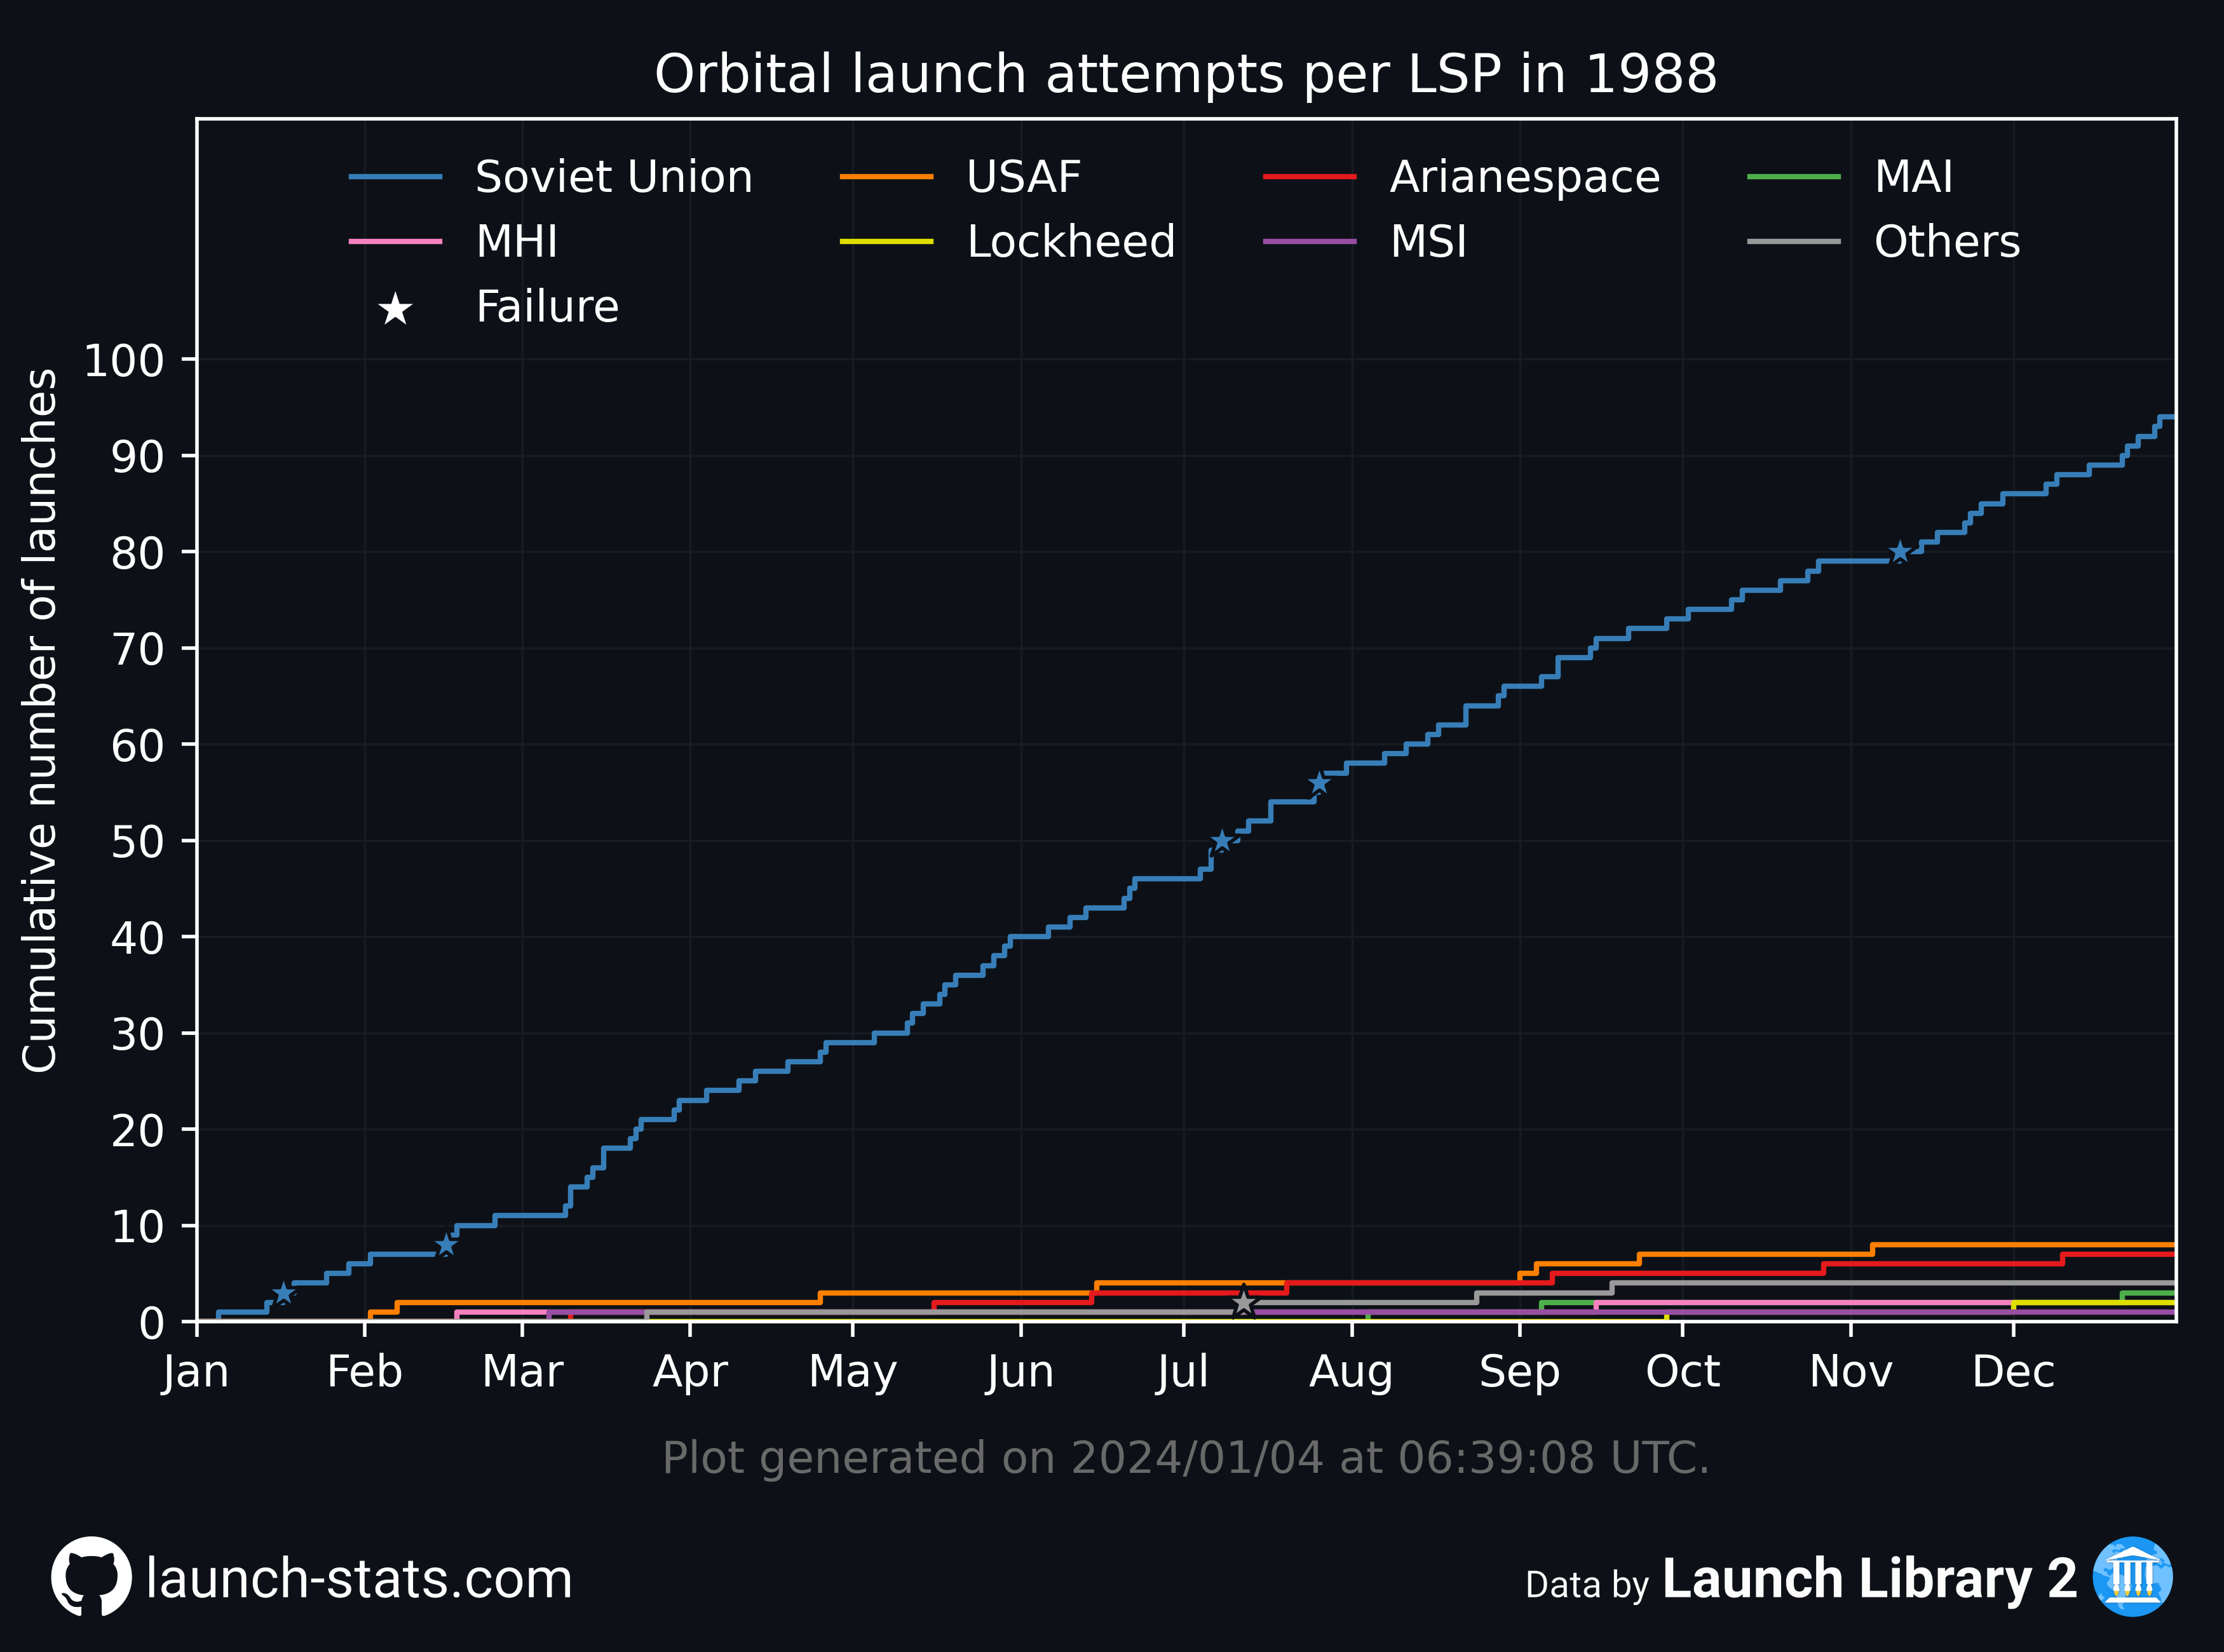 Orbital launch attempts per LSP in 1988
Soviet Union USAF Arianespace MAI
MHI Lockheed MSI Others
Failure
Cumulative number of launches
100
90
80
70
60
50
40
30
20
10
0
Jan Feb Mar Apr May Jun Jul Aug Sep Oct Nov Dec
Plot generated on 2024/01/04 at 06:39:08 UTC.
launch-stats.com
Data by Launch Library 2